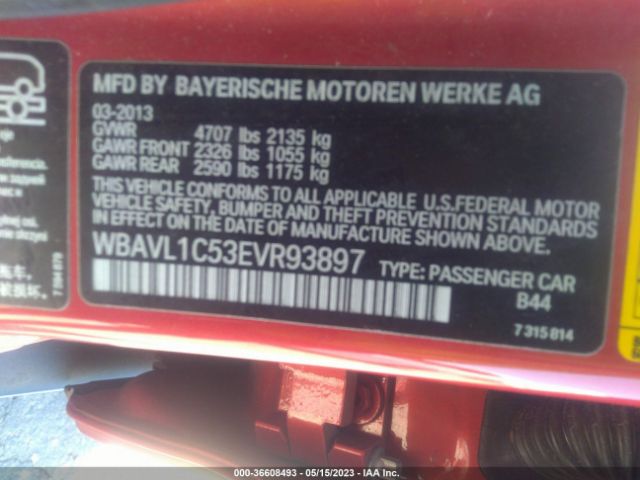 MFD BY BAYERISCHE MOTOREN WERKE AG
03-2013
GVWR 4707 lbs 2135 kg
GAWR FRONT 2326 lbs 1055 kg
GAWR REAR 2590 lbs 1175 kg
THIS VEHICLE CONFORMS TO ALL APPLICABLE U.S.FEDERAL MOTOR
VEHICLE SAFETY, BUMPER, AND THEFT PREVENTION STANDARDS
IN EFFECT ON THE DATE OF MANUFACTURE SHOWN ABOVE.
WBAVL1C53EVR93897 TYPE: PASSENGER CAR
B44
7 315 814
000-36608493 - 05/15/2023 - IAA Inc.